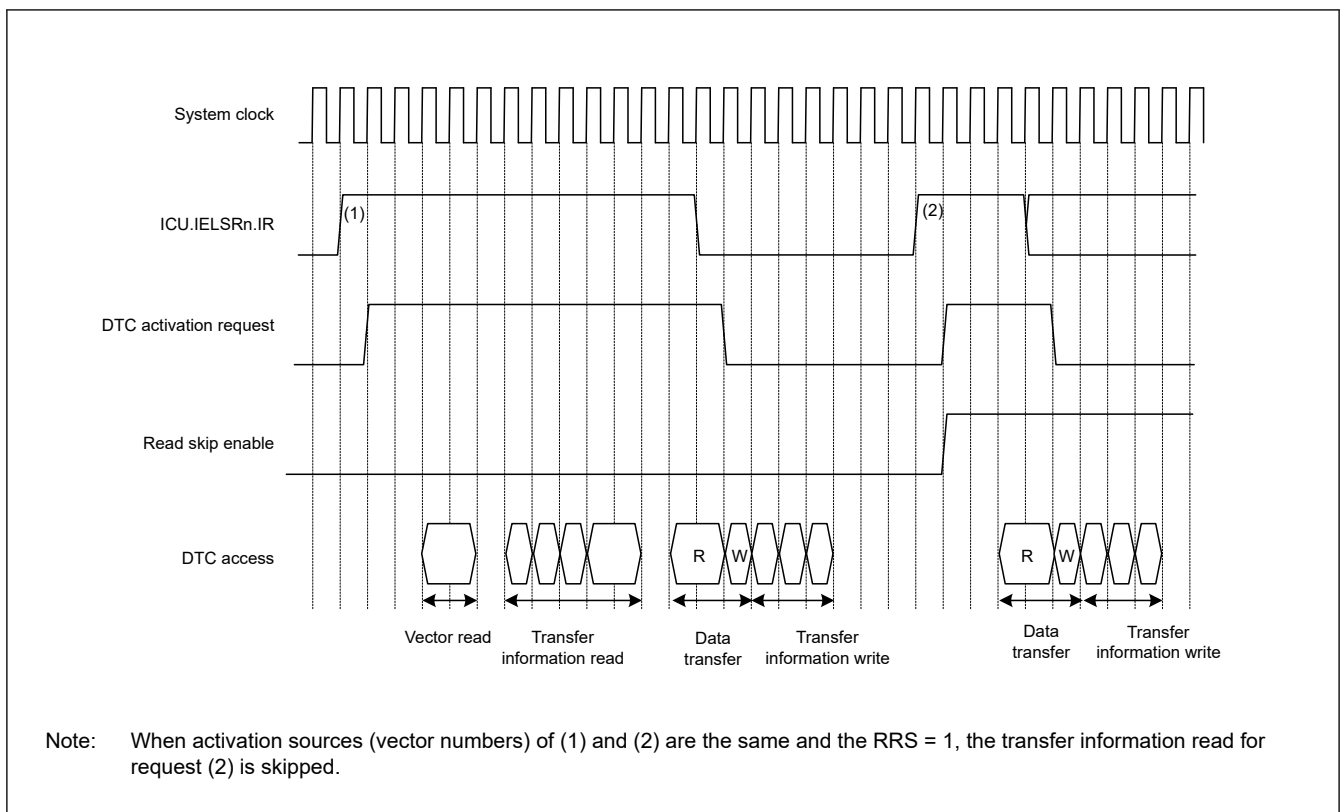 System clock
ICU.IELSRn.IR
(1)
(2)
DTC activation request
Read skip enable
DTC access
R
W
R
W
Vector read
Transfer
information read
Data
transfer
Transfer
information write
Data
transfer
Transfer
information write
Note: When activation sources (vector numbers) of (1) and (2) are the same and the RRS = 1, the transfer information read for
request (2) is skipped.